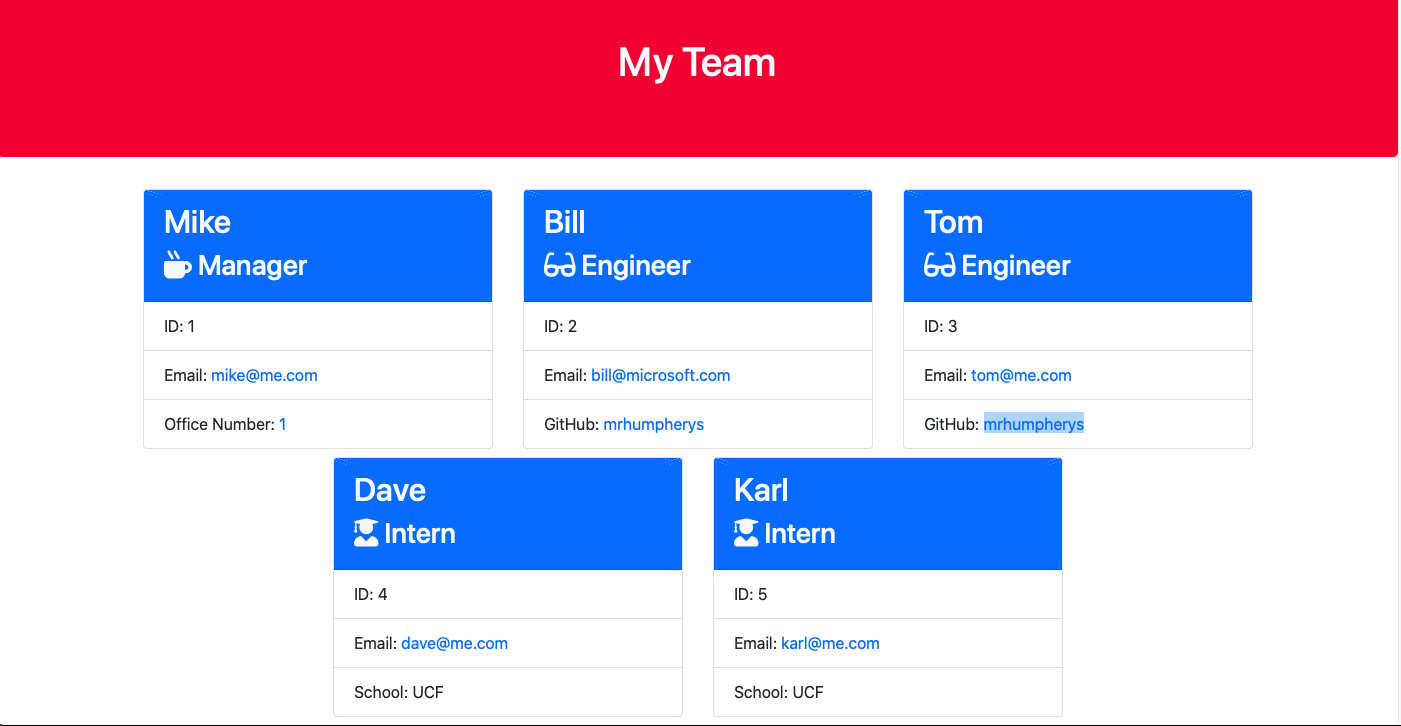 My Team
Mike
Manager
ID: 1
Email: mike@me.com
Office Number: 1
Bill
Engineer
ID: 2
Email: bill@microsoft.com
GitHub: mrhumpherys
Tom
Engineer
ID: 3
Email: tom@me.com
GitHub: mrhumpherys
Dave
Intern
ID: 4
Email: dave@me.com
School: UCF
Karl
Intern
ID: 5
Email: karl@me.com
School: UCF